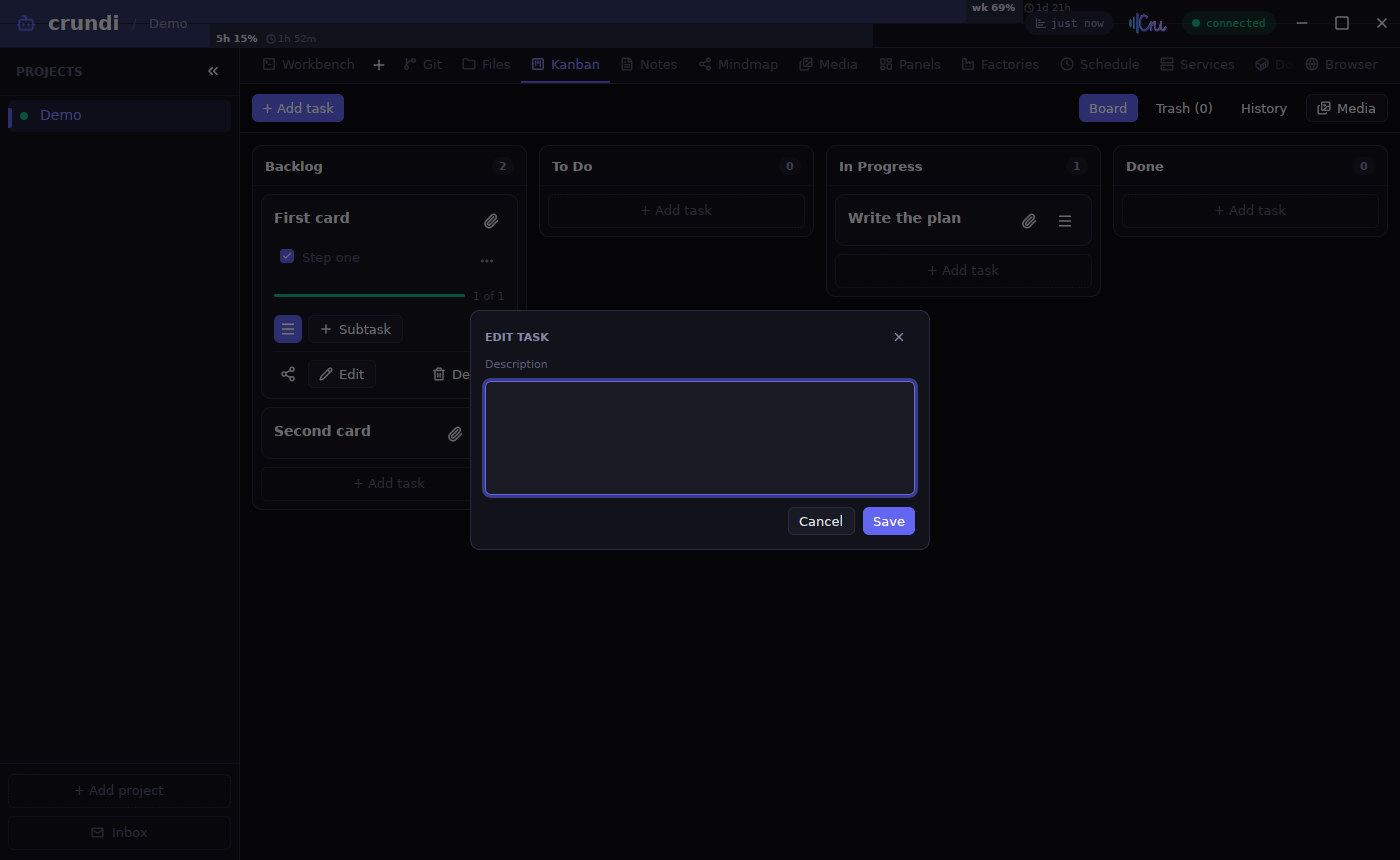 wk 69% 1d 21h
crundi / Demo
just now
Cru
connected
5h 15% 1h 52m
PROJECTS
Workbench
Git
Files
Kanban
Notes
Mindmap
Media
Panels
Factories
Schedule
Services
Browser
Demo
+ Add task
Board
Trash (0)
History
Media
Backlog 2
To Do 0
In Progress 1
Done 0
First card
+ Add task
Write the plan
+ Add task
Step one
...
+ Add task
1 of 1
+ Subtask
EDIT TASK
Description
Edit
Second card
+ Add task
Cancel
Save
+ Add project
Inbox